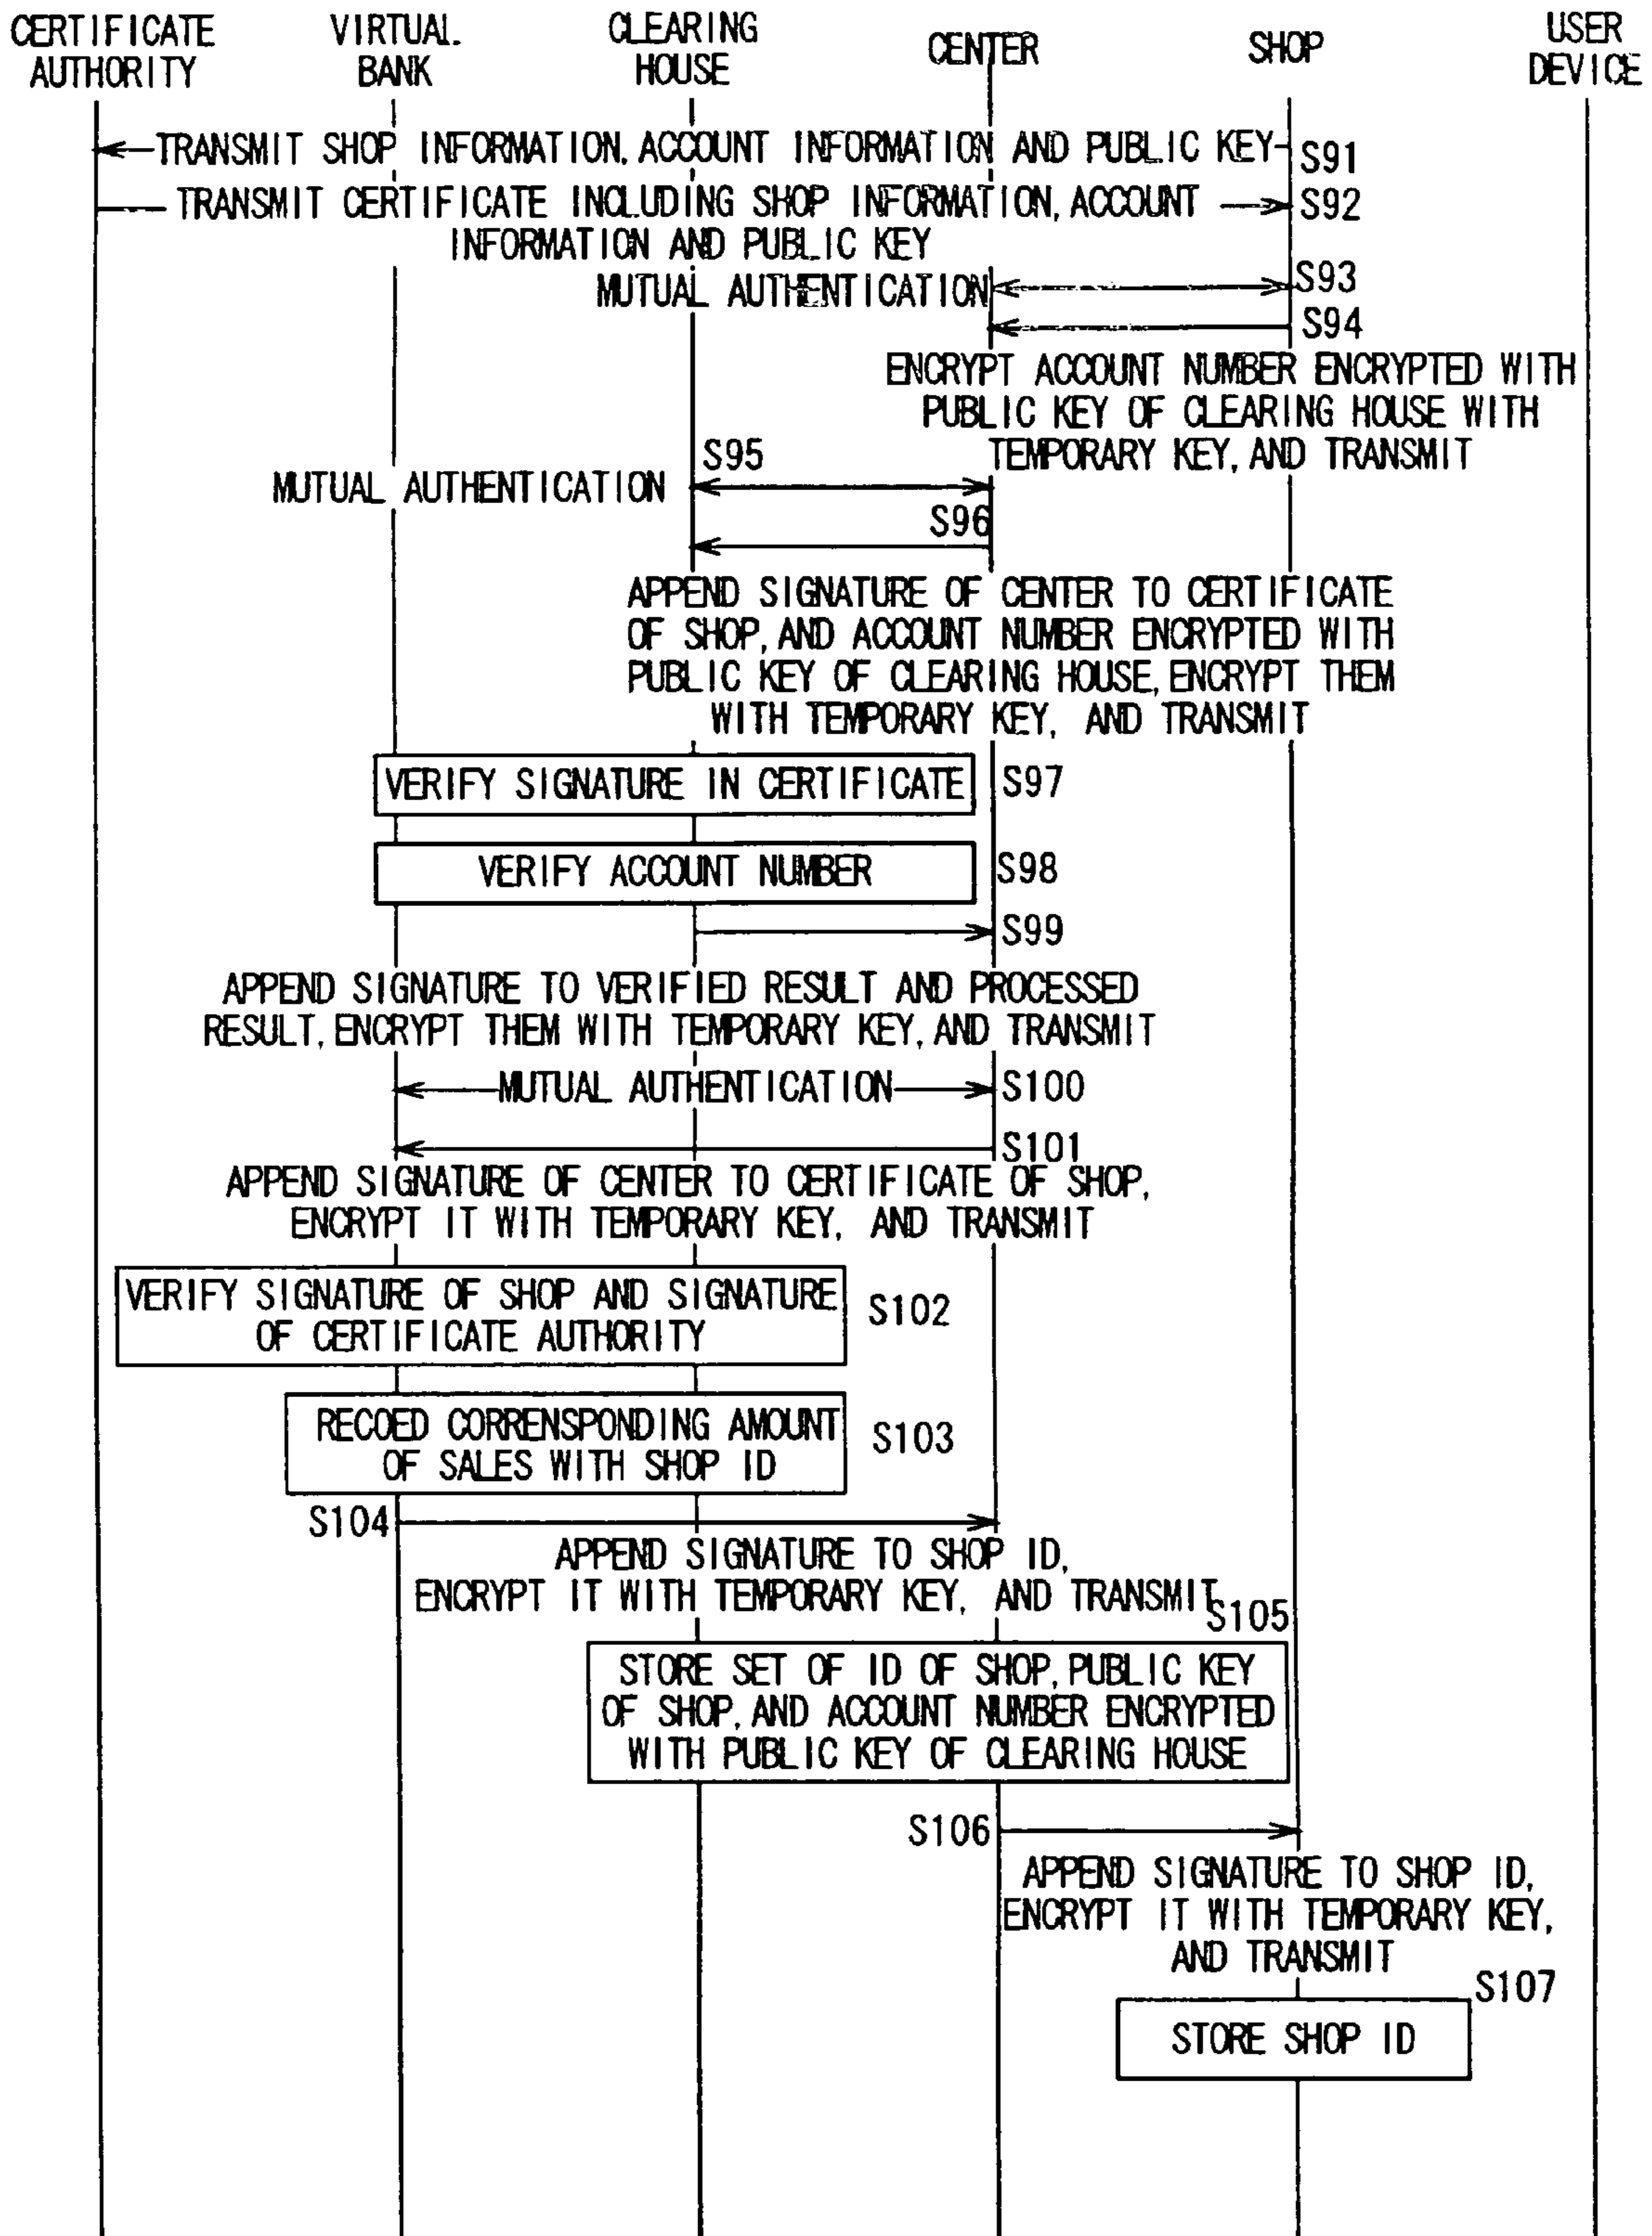 CERTIFICATE
AUTHORITY
VIRTUAL
BANK
CLEARING
HOUSE
CENTER
SHOP
USER
DEVICE
TRANSMIT SHOP INFORMATION, ACCOUNT INFORMATION AND PUBLIC KEY
S91
TRANSMIT CERTIFICATE INCLUDING SHOP INFORMATION, ACCOUNT
S92
INFORMATION AND PUBLIC KEY
MUTUAL AUTHENTICATION
S93
S94
ENCRYPT ACCOUNT NUMBER ENCRYPTED WITH
PUBLIC KEY OF CLEARING HOUSE WITH
TEMPORARY KEY, AND TRANSMIT
S95
MUTUAL AUTHENTICATION
S96
APPEND SIGNATURE OF CENTER TO CERTIFICATE
OF SHOP, AND ACCOUNT NUMBER ENCRYPTED WITH
PUBLIC KEY OF CLEARING HOUSE, ENCRYPT THEM
WITH TEMPORARY KEY, AND TRANSMIT
VERIFY SIGNATURE IN CERTIFICATE
S97
VERIFY ACCOUNT NUMBER
S98
S99
APPEND SIGNATURE TO VERIFIED RESULT AND PROCESSED
RESULT, ENCRYPT THEM WITH TEMPORARY KEY, AND TRANSMIT
MUTUAL AUTHENTICATION
S100
S101
APPEND SIGNATURE OF CENTER TO CERTIFICATE OF SHOP,
ENCRYPT IT WITH TEMPORARY KEY, AND TRANSMIT
VERIFY SIGNATURE OF SHOP AND SIGNATURE
OF CERTIFICATE AUTHORITY
S102
RECOED CORRENSPONDING AMOUNT
OF SALES WITH SHOP ID
S103
S104
APPEND SIGNATURE TO SHOP ID,
ENCRYPT IT WITH TEMPORARY KEY, AND TRANSMIT
S105
STORE SET OF ID OF SHOP, PUBLIC KEY
OF SHOP, AND ACCOUNT NUMBER ENCRYPTED
WITH PUBLIC KEY OF CLEARING HOUSE
S106
APPEND SIGNATURE TO SHOP ID,
ENCRYPT IT WITH TEMPORARY KEY,
AND TRANSMIT
S107
STORE SHOP ID